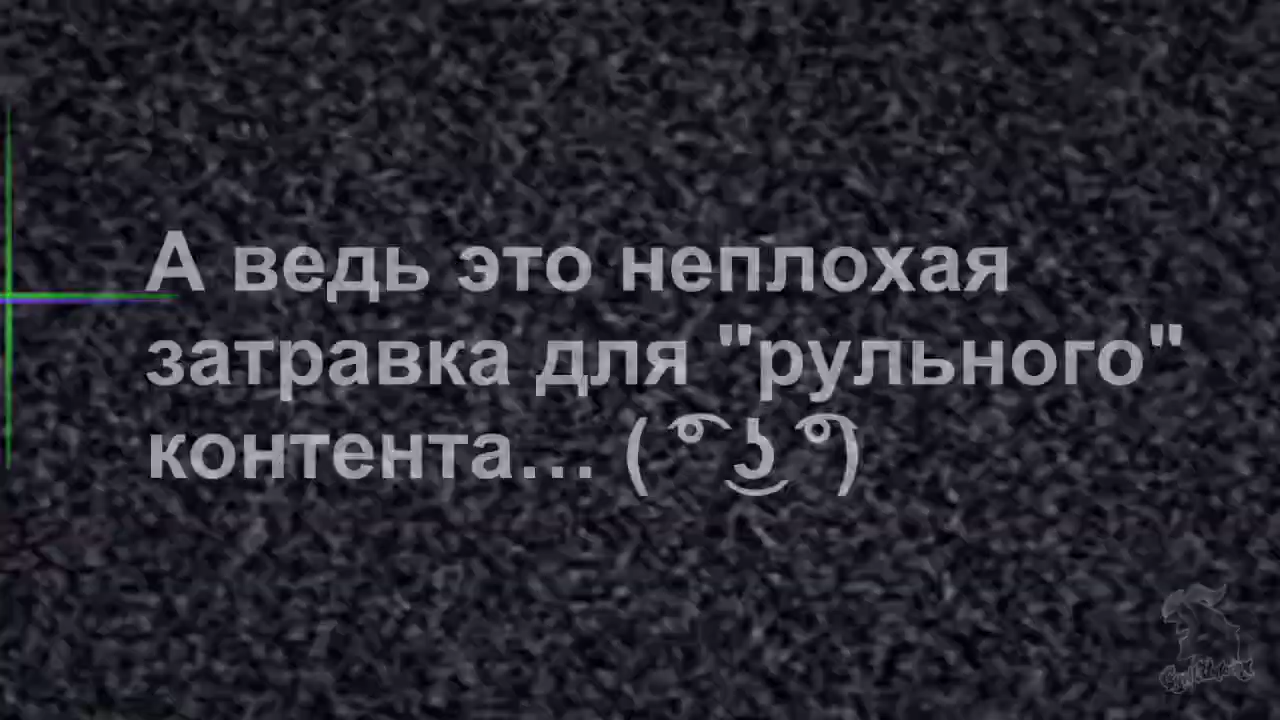 А ведь это неплохая
затравка для "рульного"
контента... ( ͡° ͜ʖ ͡°)